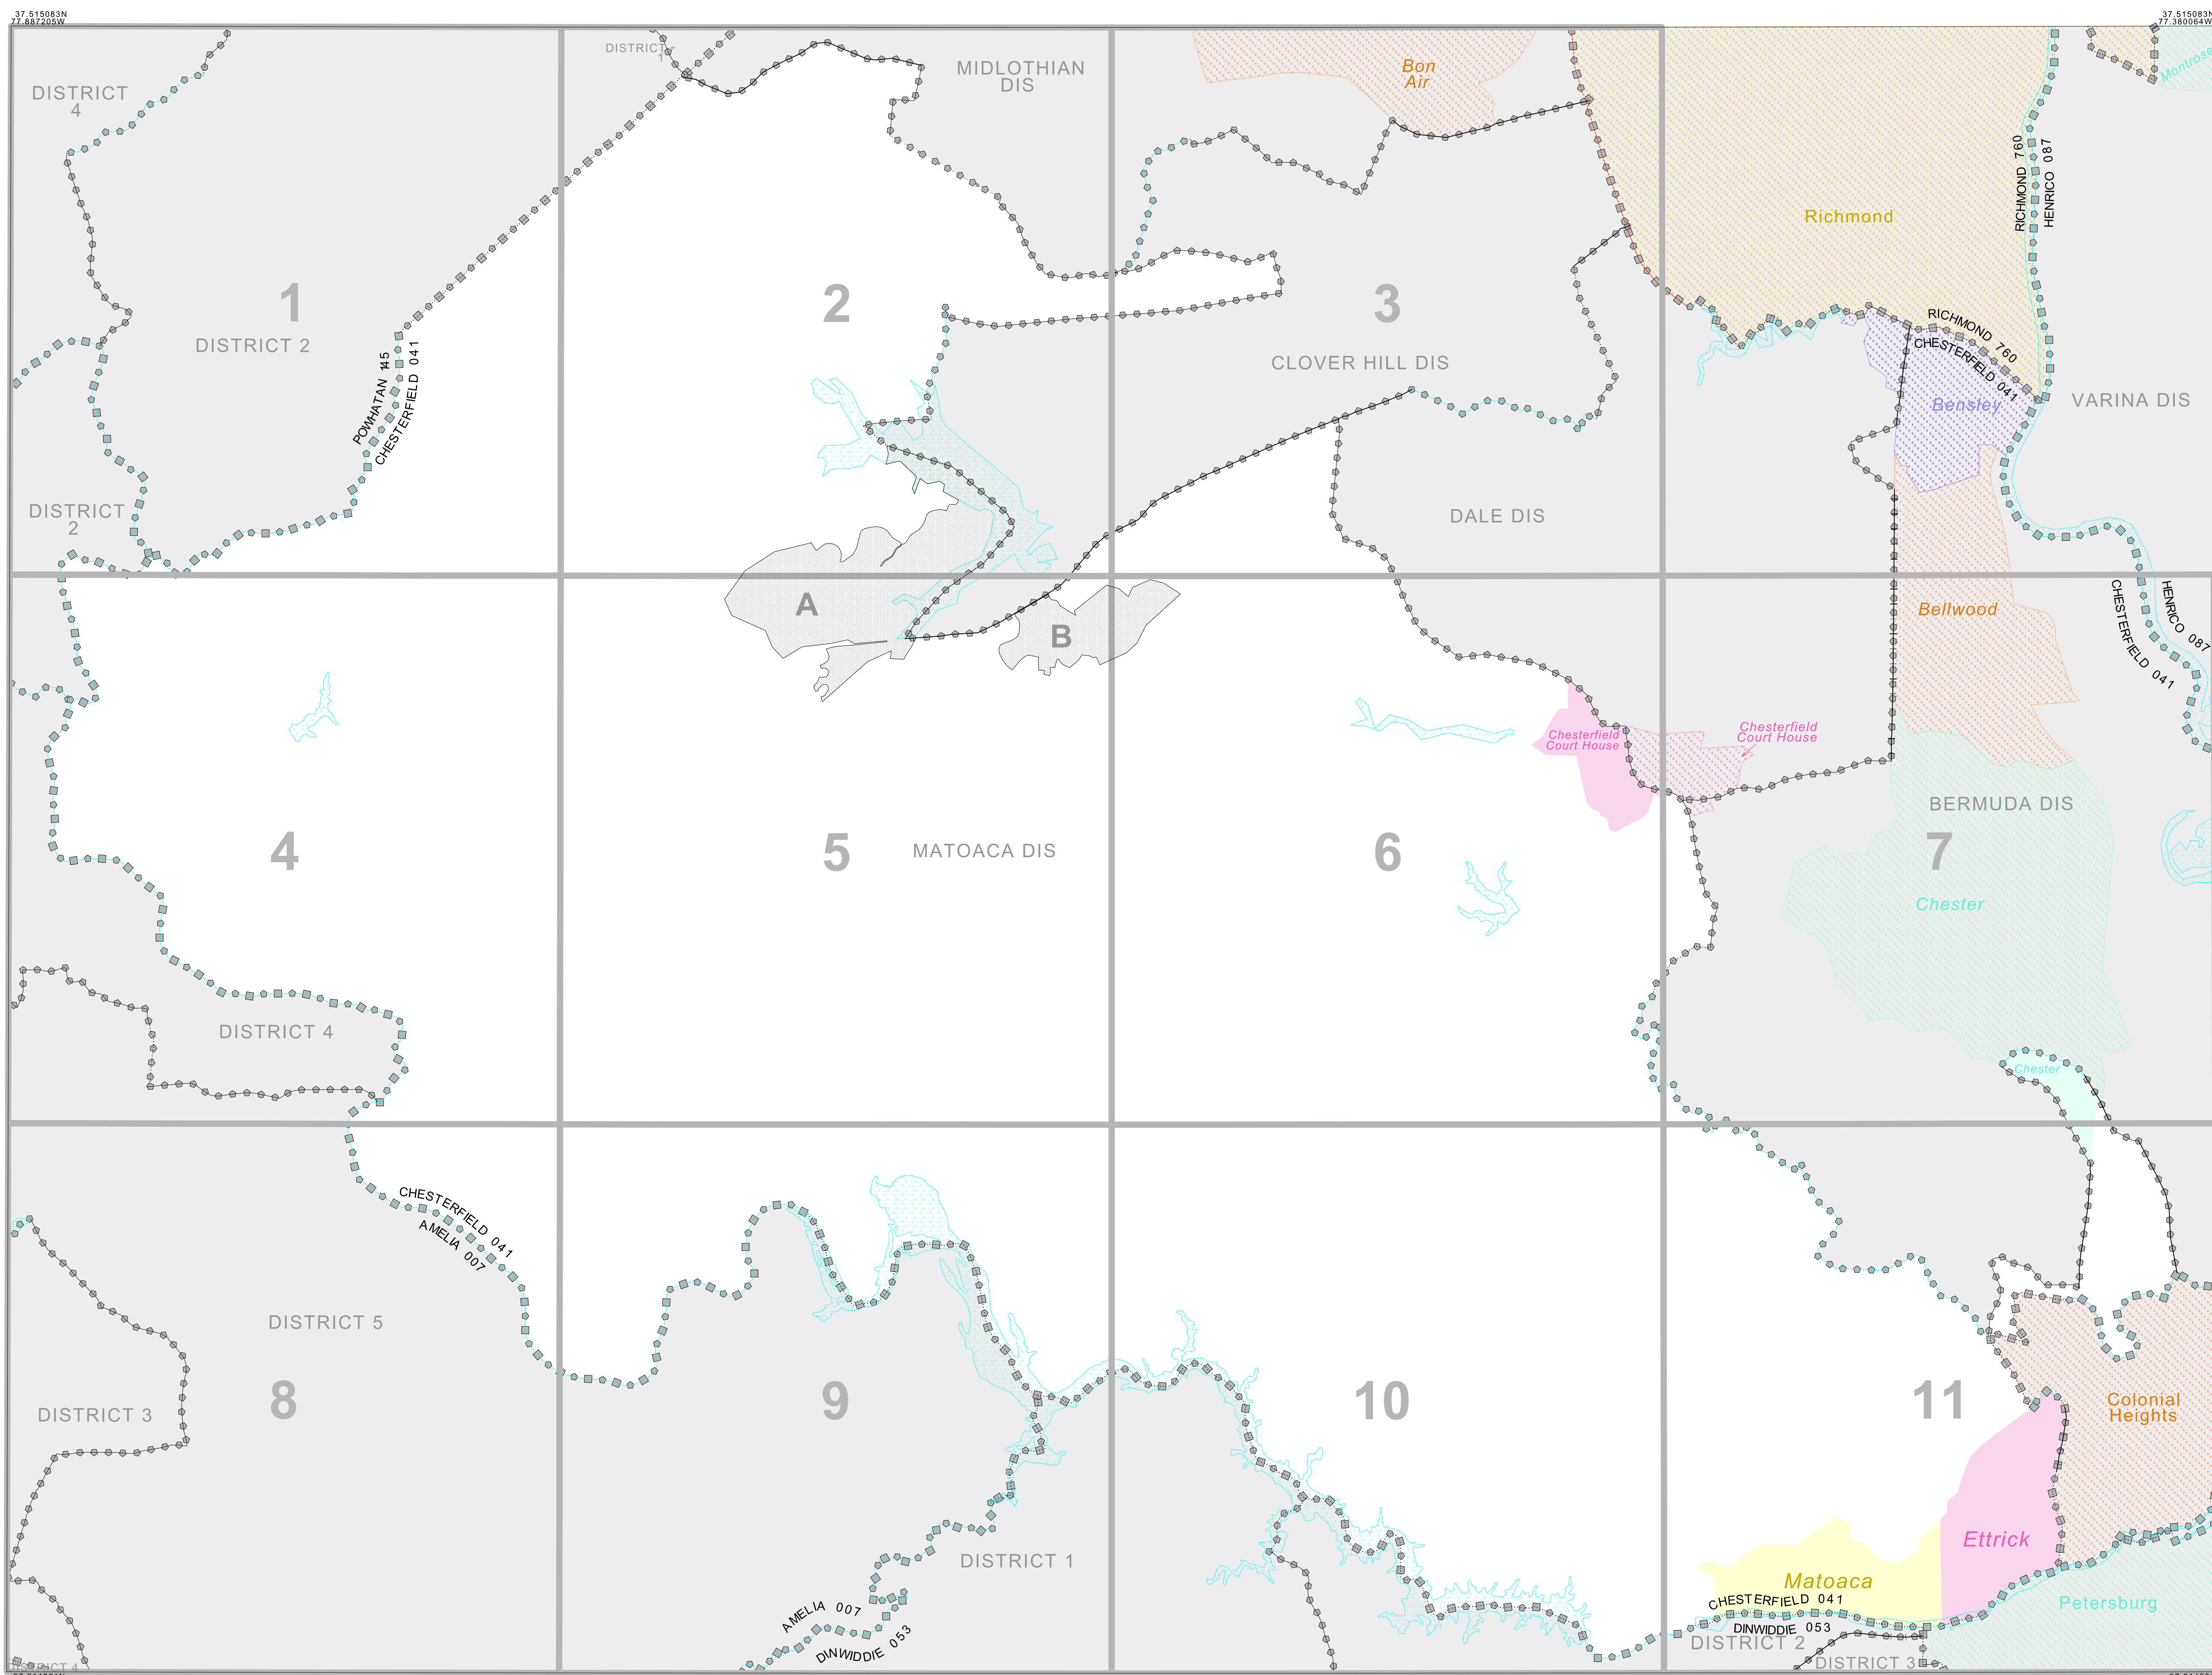 37.515083N
77.887205W
37.515083N
77.380064W
DISTRICT
4
DISTRICT
1
MIDLOTHIAN
DIS
Bon
Air
Montrose
RICHMOND 760
HENRICO 087
Richmond
1
DISTRICT 2
2
3
CLOVER HILL DIS
RICHMOND 760
CHESTERFIELD 041
POWHATAN 145
CHESTERFIELD 041
Bensley
VARINA DIS
DISTRICT
2
DALE DIS
A
B
Bellwood
HENRICO 087
CHESTERFIELD 041
Chesterfield
Court House
Chesterfield
Court House
BERMUDA DIS
4
5
MATOACA DIS
6
7
Chester
DISTRICT 4
Chester
CHESTERFIELD 041
AMELIA 007
DISTRICT 5
8
9
10
11
DISTRICT 3
Colonial
Heights
Ettrick
DISTRICT 1
Matoaca
CHESTERFIELD 041
DINWIDDIE 053
Petersburg
AMELIA 007
DINWIDDIE 053
DISTRICT 2
DISTRICT 3
DISTRICT 4